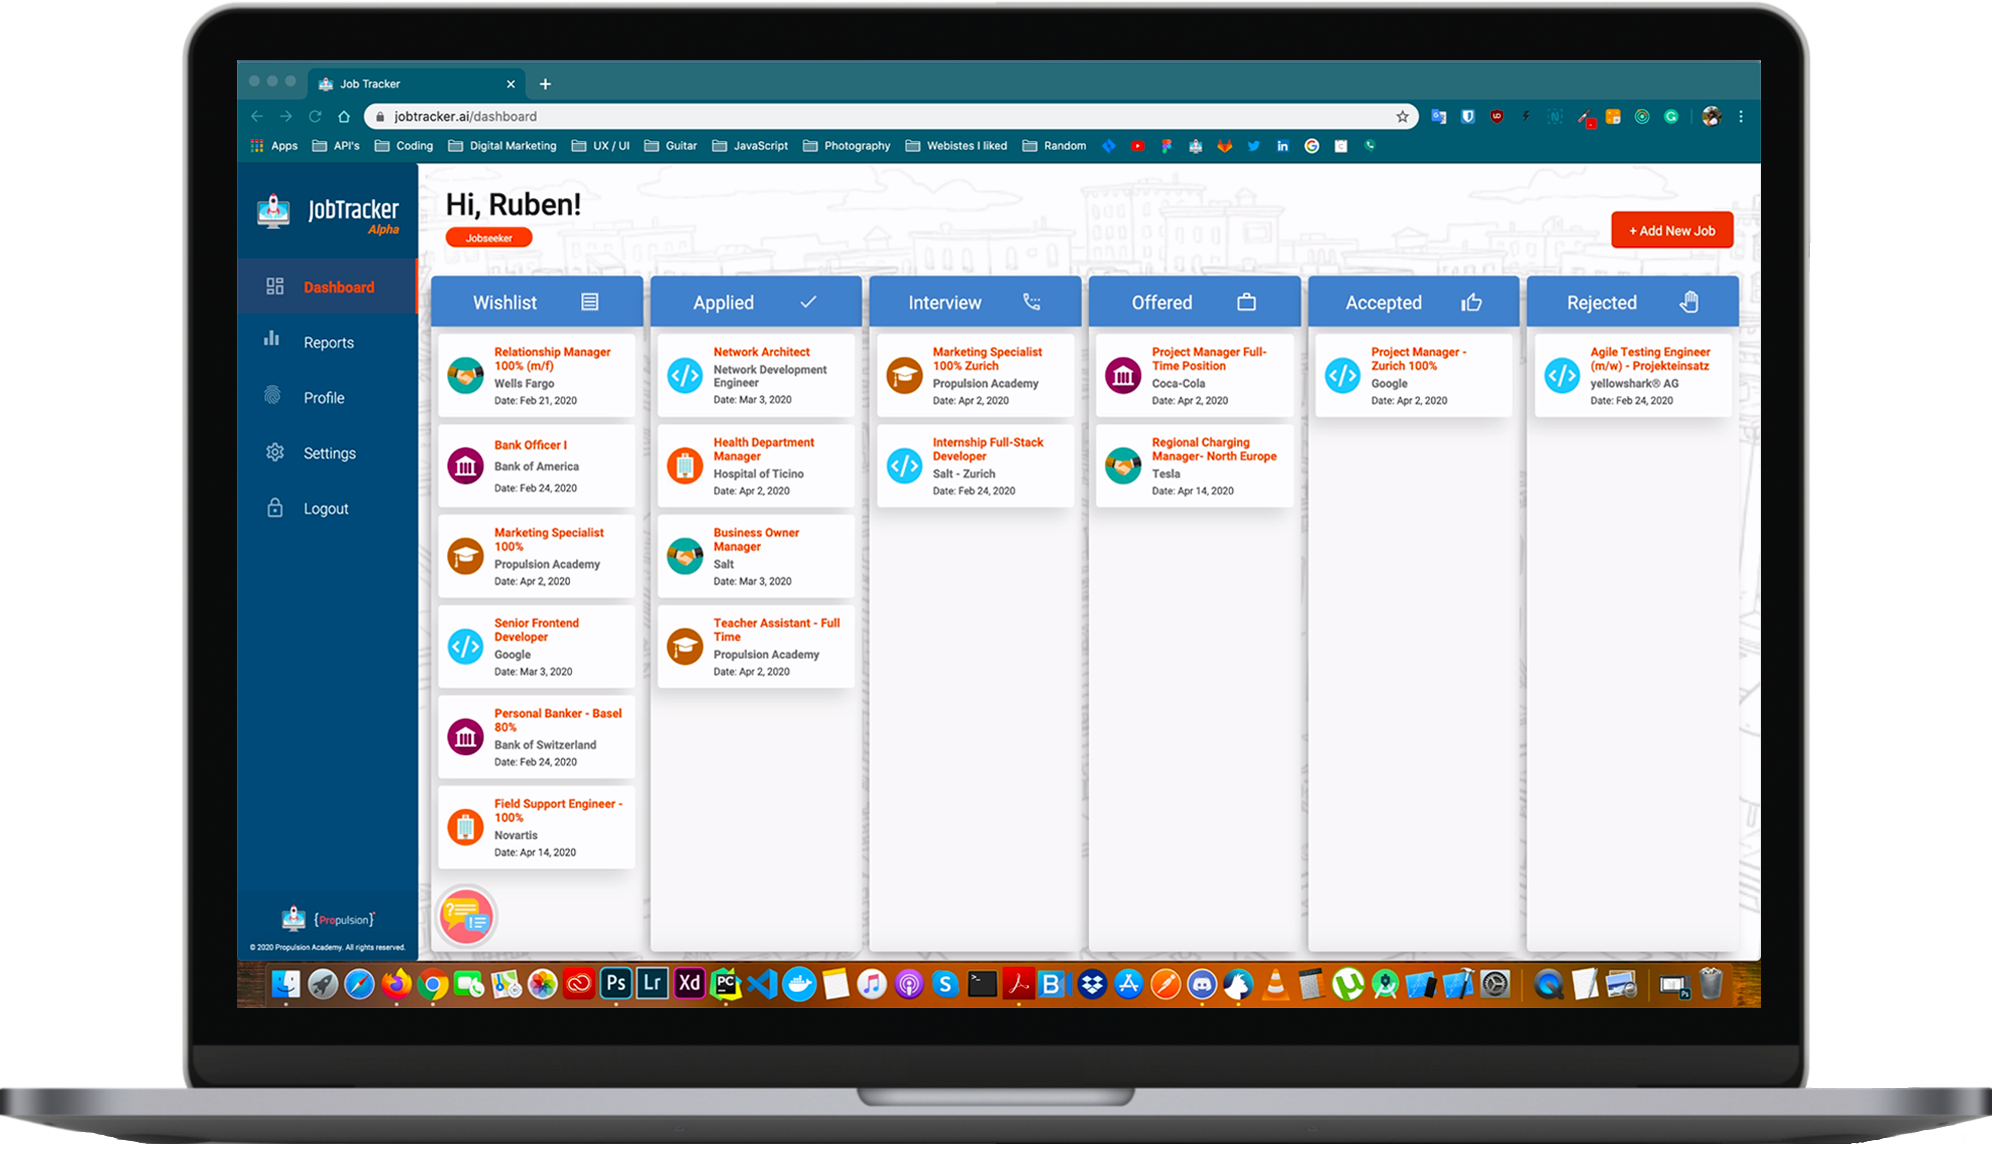 Job Tracker
jobtracker.ai/dashboard
Apps API's Coding Digital Marketing UX / UI Guitar JavaScript Photography Webistes I liked Random
JobTracker
Alpha
Dashboard
Reports
Profile
Settings
Logout
{Propulsion}
© 2020 Propulsion Academy. All rights reserved.
Hi, Ruben!
Jobseeker
+ Add New Job
Wishlist
Relationship Manager
100% (m/f)
Wells Fargo
Date: Feb 21, 2020
Bank Officer I
Bank of America
Date: Feb 24, 2020
Marketing Specialist
100%
Propulsion Academy
Date: Apr 2, 2020
Senior Frontend
Developer
Google
Date: Mar 3, 2020
Personal Banker - Basel
80%
Bank of Switzerland
Date: Feb 24, 2020
Field Support Engineer -
100%
Novartis
Date: Apr 14, 2020
Applied
Network Architect
Network Development
Engineer
Date: Mar 3, 2020
Health Department
Manager
Hospital of Ticino
Date: Apr 2, 2020
Business Owner
Manager
Salt
Date: Mar 3, 2020
Teacher Assistant - Full
Time
Propulsion Academy
Date: Apr 2, 2020
Interview
Marketing Specialist
100% Zurich
Propulsion Academy
Date: Apr 2, 2020
Internship Full-Stack
Developer
Salt - Zurich
Date: Feb 24, 2020
Offered
Project Manager Full-
Time Position
Coca-Cola
Date: Apr 2, 2020
Regional Charging
Manager- North Europe
Tesla
Date: Apr 14, 2020
Accepted
Project Manager -
Zurich 100%
Google
Date: Apr 2, 2020
Rejected
Agile Testing Engineer
(m/w) - Projekteinsatz
yellowshark® AG
Date: Feb 24, 2020
Ps Lr Xd PC S B